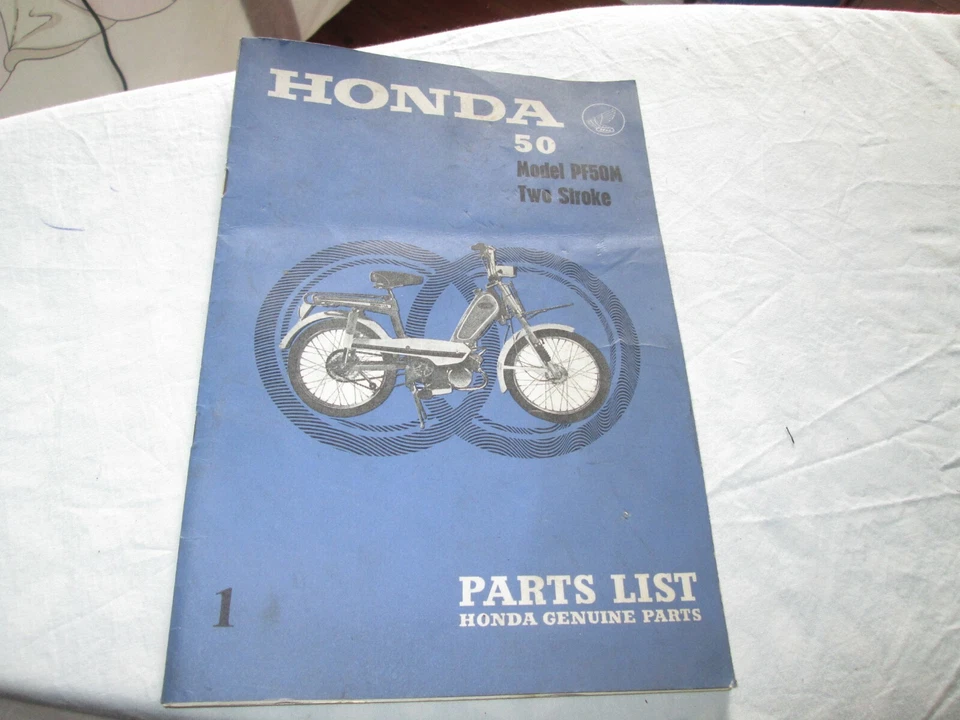 HONDA
50
Model PF50M
Two Stroke
1
PARTS LIST
HONDA GENUINE PARTS